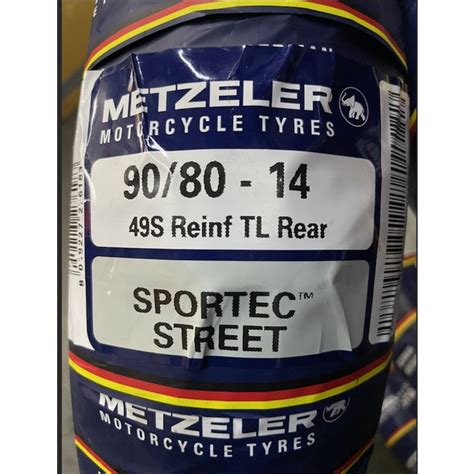 METZELER
MOTORCYCLE TYRES
90/80 - 14
49S Reinf TL Rear
SPORTEC™
STREET
METZELER
MOTORCYCLE TYRES